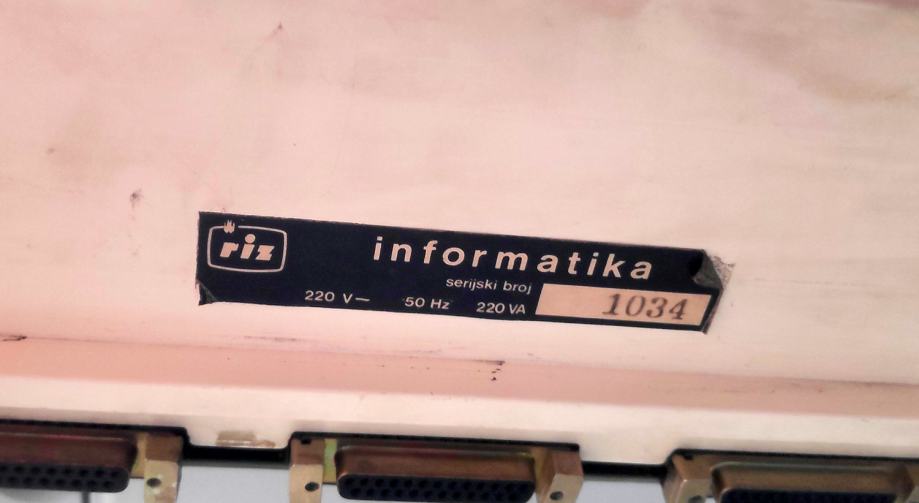 riz
informatika
serijski broj
220 V— 50 Hz 220 VA 1034